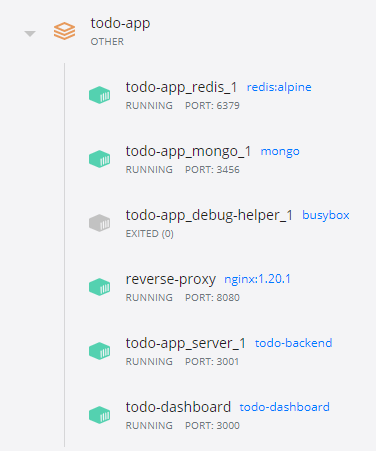 todo-app
OTHER
todo-app_redis_1 redis:alpine
RUNNING PORT: 6379
todo-app_mongo_1 mongo
RUNNING PORT: 3456
todo-app_debug-helper_1 busybox
EXITED (0)
reverse-proxy nginx:1.20.1
RUNNING PORT: 8080
todo-app_server_1 todo-backend
RUNNING PORT: 3001
todo-dashboard todo-dashboard
RUNNING PORT: 3000